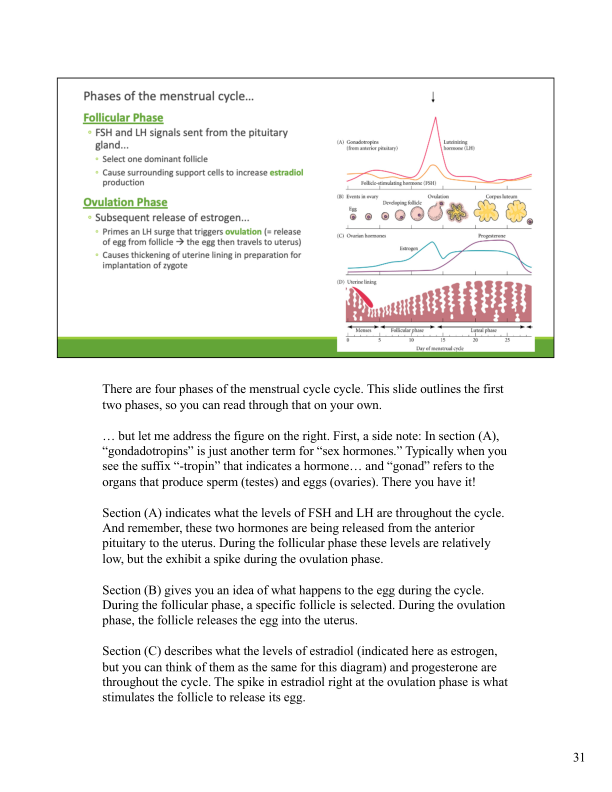 Phases of the menstrual cycle…
Follicular Phase
FSH and LH signals sent from the pituitary
gland...
Select one dominant follicle
Cause surrounding support cells to increase estradiol
production
Ovulation Phase
Subsequent release of estrogen...
Primes an LH surge that triggers ovulation (= release
of egg from follicle → the egg then travels to uterus)
Causes thickening of uterine lining in preparation for
implantation of zygote
(A) Gonadotropins
(from anterior pituitary)
Luteinizing
hormone (LH)
Follicle-stimulating hormone (FSH)
(B) Events in ovary
Ovulation
Corpus luteum
Developing follicle
Egg
(C) Ovarian hormones
Progesterone
Estrogen
(D) Uterine lining
Menses
Follicular phase
Luteal phase
0 5 10 15 20 25
Day of menstrual cycle
There are four phases of the menstrual cycle cycle. This slide outlines the first
two phases, so you can read through that on your own.
… but let me address the figure on the right. First, a side note: In section (A),
“gondadotropins” is just another term for “sex hormones.” Typically when you
see the suffix “-tropin” that indicates a hormone… and “gonad” refers to the
organs that produce sperm (testes) and eggs (ovaries). There you have it!
Section (A) indicates what the levels of FSH and LH are throughout the cycle.
And remember, these two hormones are being released from the anterior
pituitary to the uterus. During the follicular phase these levels are relatively
low, but the exhibit a spike during the ovulation phase.
Section (B) gives you an idea of what happens to the egg during the cycle.
During the follicular phase, a specific follicle is selected. During the ovulation
phase, the follicle releases the egg into the uterus.
Section (C) describes what the levels of estradiol (indicated here as estrogen,
but you can think of them as the same for this diagram) and progesterone are
throughout the cycle. The spike in estradiol right at the ovulation phase is what
stimulates the follicle to release its egg.
31